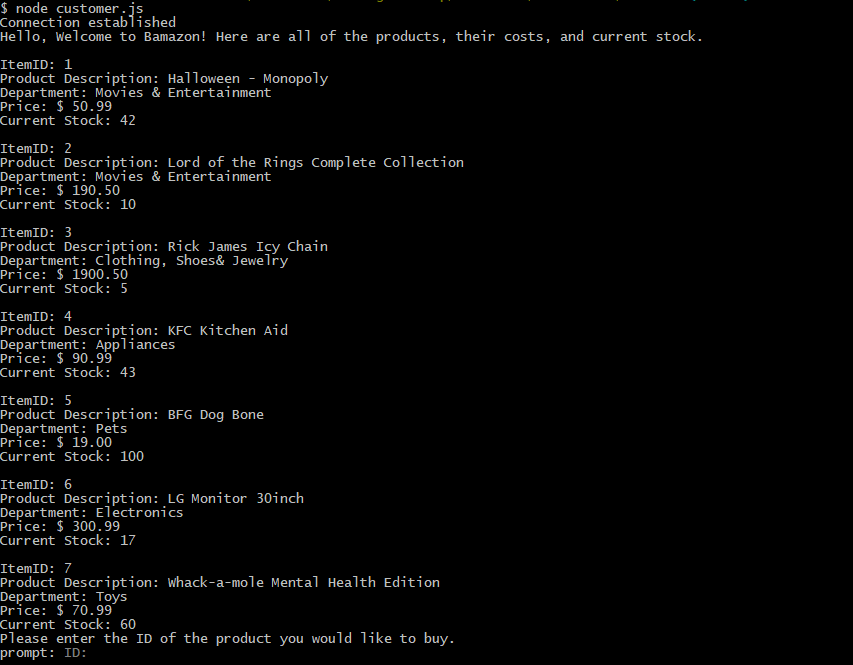 $ node customer.js
Connection established
Hello, Welcome to Bamazon! Here are all of the products, their costs, and current stock.
ItemID: 1
Product Description: Halloween - Monopoly
Department: Movies & Entertainment
Price: $ 50.99
Current Stock: 42
ItemID: 2
Product Description: Lord of the Rings Complete Collection
Department: Movies & Entertainment
Price: $ 190.50
Current Stock: 10
ItemID: 3
Product Description: Rick James Icy Chain
Department: Clothing, Shoes& Jewelry
Price: $ 1900.50
Current Stock: 5
ItemID: 4
Product Description: KFC Kitchen Aid
Department: Appliances
Price: $ 90.99
Current Stock: 43
ItemID: 5
Product Description: BFG Dog Bone
Department: Pets
Price: $ 19.00
Current Stock: 100
ItemID: 6
Product Description: LG Monitor 30inch
Department: Electronics
Price: $ 300.99
Current Stock: 17
ItemID: 7
Product Description: Whack-a-mole Mental Health Edition
Department: Toys
Price: $ 70.99
Current Stock: 60
Please enter the ID of the product you would like to buy.
prompt: ID: